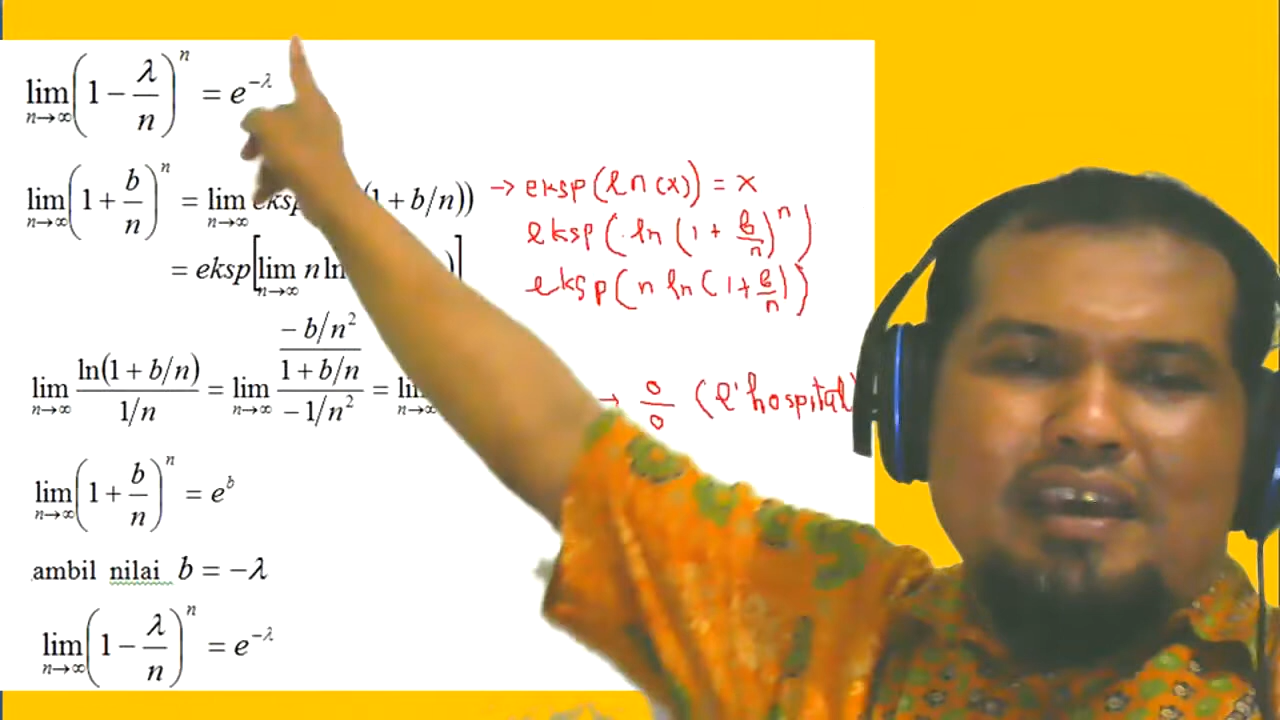 lim n→∞ (1 − λ/n)^n = e^−λ
lim n→∞ (1 + b/n)^n = lim n→∞ eksp 1 + b/n))
→ eksp(ln(x)) = x
eksp(ln(1 + b/n)^n)
= eksp[lim n→∞ n ln )]
eksp(n ln(1 + b/n))
lim n→∞ ln(1 + b/n) / 1/n = lim n→∞ (−b/n² / 1 + b/n) / −1/n² =
→ 0/0 (l'hospital)
lim n→∞ (1 + b/n)^n = e^b
ambil nilai b = −λ
lim n→∞ (1 − λ/n)^n = e^−λ